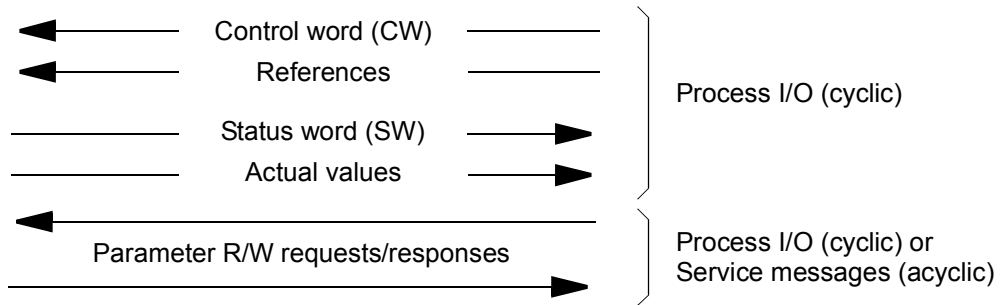 Control word (CW)
References
Process I/O (cyclic)
Status word (SW)
Actual values
Parameter R/W requests/responses
Process I/O (cyclic) or
Service messages (acyclic)